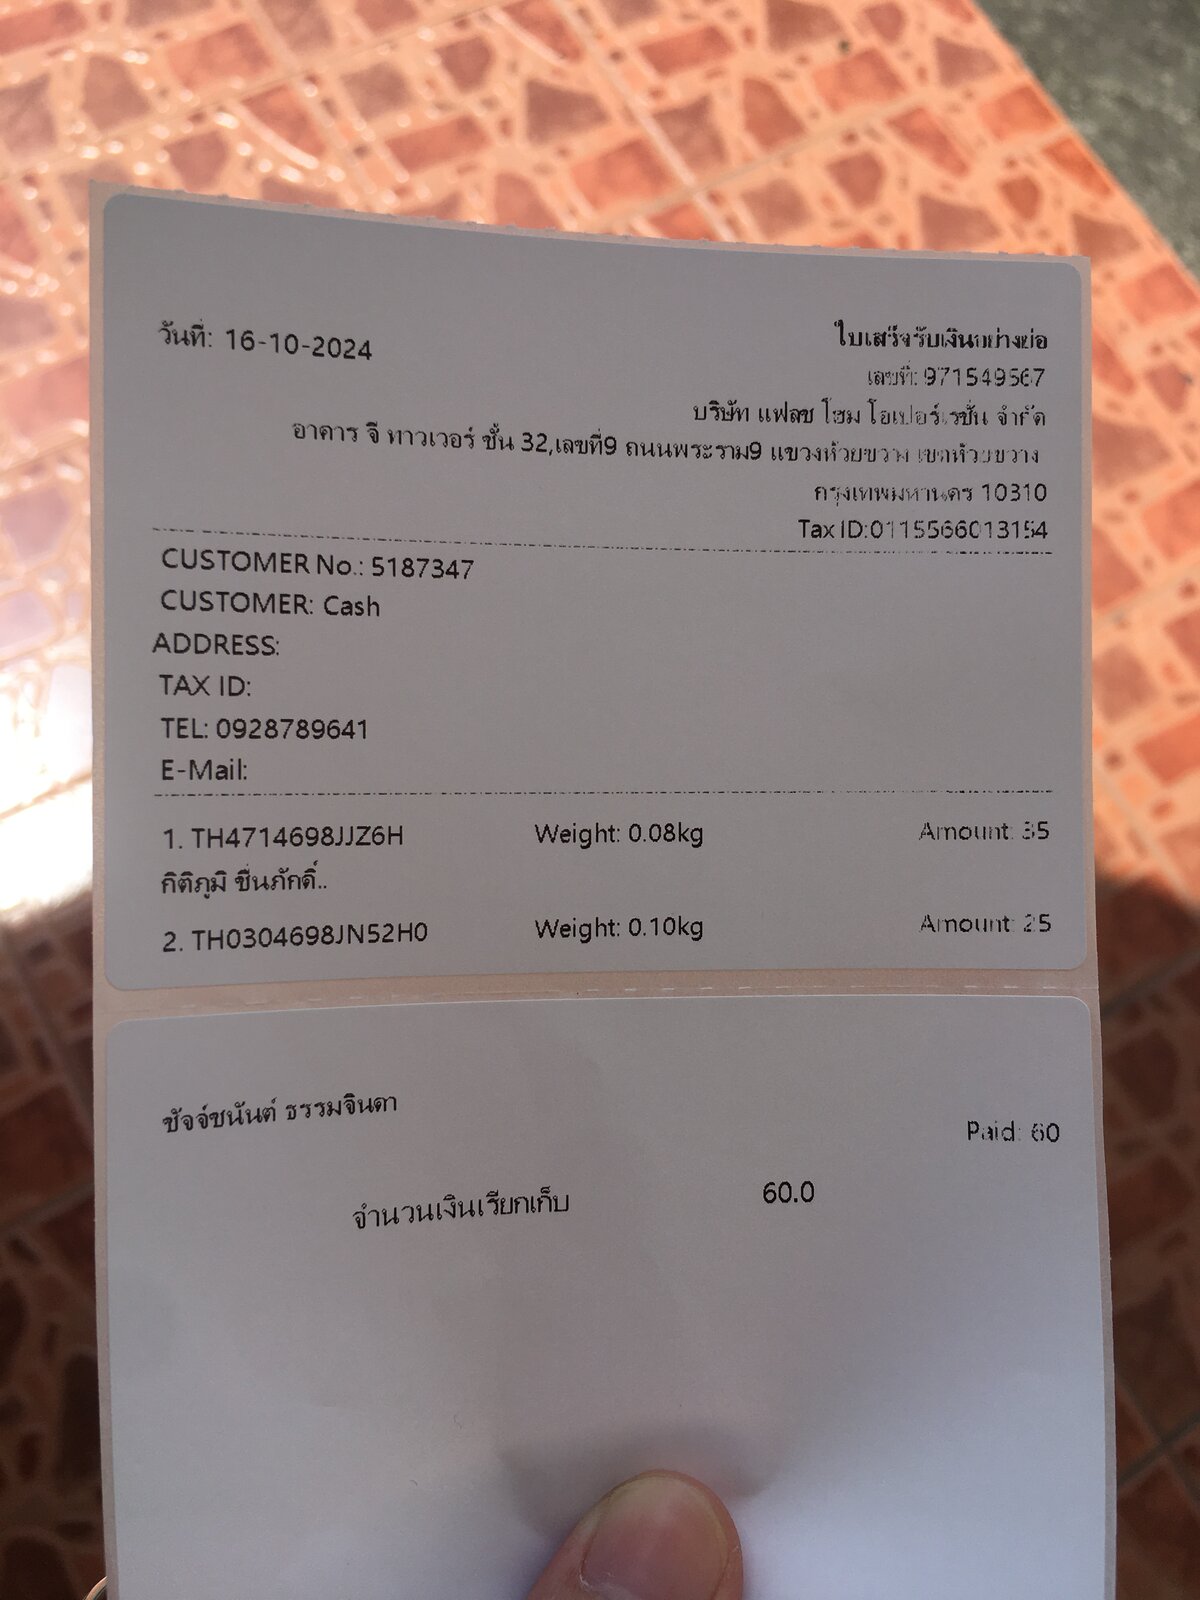 วันที่: 16-10-2024
ใบเสร็จรับเงินอย่างย่อ
เลขที่: 971549567
บริษัท แฟลช โฮม โอเปอร์เรชั่น จำกัด
อาคาร จี ทาวเวอร์ ชั้น 32,เลขที่9 ถนนพระราม9 แขวงห้วยขวาง เขตห้วยขวาง
กรุงเทพมหานคร 10310
Tax ID:0115566013154
CUSTOMER No.: 5187347
CUSTOMER: Cash
ADDRESS:
TAX ID:
TEL: 0928789641
E-Mail:
1. TH4714698JJZ6H Weight: 0.08kg Amount: 35
กิติภูมิ ชื่นภักดิ์..
2. TH0304698JN52H0 Weight: 0.10kg Amount: 25
ชัจจ์ชนันต์ ธรรมจินดา
Paid: 60
จำนวนเงินเรียกเก็บ 60.0